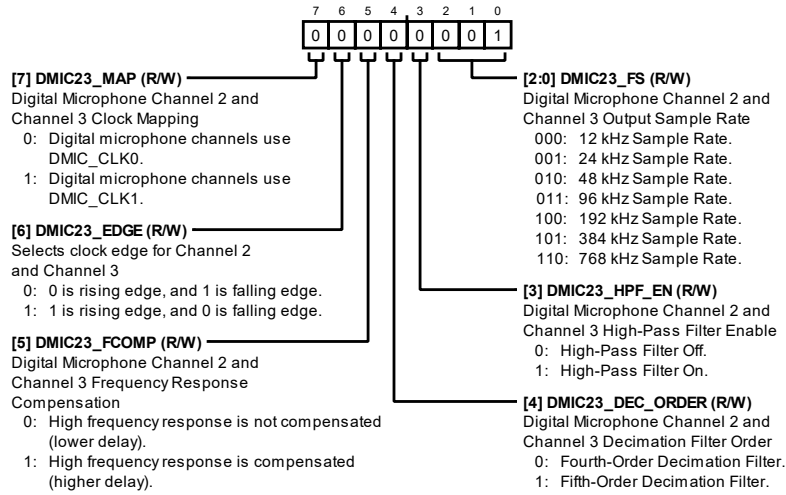 7 6 5 4 3 2 1 0
0 0 0 0 0 0 0 1
[7] DMIC23_MAP (R/W)
Digital Microphone Channel 2 and
Channel 3 Clock Mapping
0: Digital microphone channels use
DMIC_CLK0.
1: Digital microphone channels use
DMIC_CLK1.
[6] DMIC23_EDGE (R/W)
Selects clock edge for Channel 2
and Channel 3
0: 0 is rising edge, and 1 is falling edge.
1: 1 is rising edge, and 0 is falling edge.
[5] DMIC23_FCOMP (R/W)
Digital Microphone Channel 2 and
Channel 3 Frequency Response
Compensation
0: High frequency response is not compensated
(lower delay).
1: High frequency response is compensated
(higher delay).
[2:0] DMIC23_FS (R/W)
Digital Microphone Channel 2 and
Channel 3 Output Sample Rate
000: 12 kHz Sample Rate.
001: 24 kHz Sample Rate.
010: 48 kHz Sample Rate.
011: 96 kHz Sample Rate.
100: 192 kHz Sample Rate.
101: 384 kHz Sample Rate.
110: 768 kHz Sample Rate.
[3] DMIC23_HPF_EN (R/W)
Digital Microphone Channel 2 and
Channel 3 High-Pass Filter Enable
0: High-Pass Filter Off.
1: High-Pass Filter On.
[4] DMIC23_DEC_ORDER (R/W)
Digital Microphone Channel 2 and
Channel 3 Decimation Filter Order
0: Fourth-Order Decimation Filter.
1: Fifth-Order Decimation Filter.